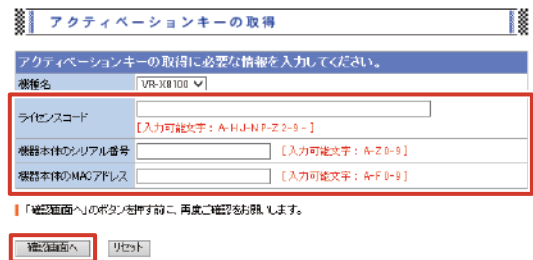 アクティベーションキーの取得
アクティベーションキーの取得に必要な情報を入力してください。
機種名 VR-X8100
ライセンスコード
[入力可能文字：A-H J-N P-Z 2-9 - ]
機器本体のシリアル番号 [入力可能文字：A-Z 0-9]
機器本体のMACアドレス [入力可能文字：A-F 0-9]
「確認画面へ」のボタンを押す前に、再度ご確認をお願いします。
確認画面へ リセット